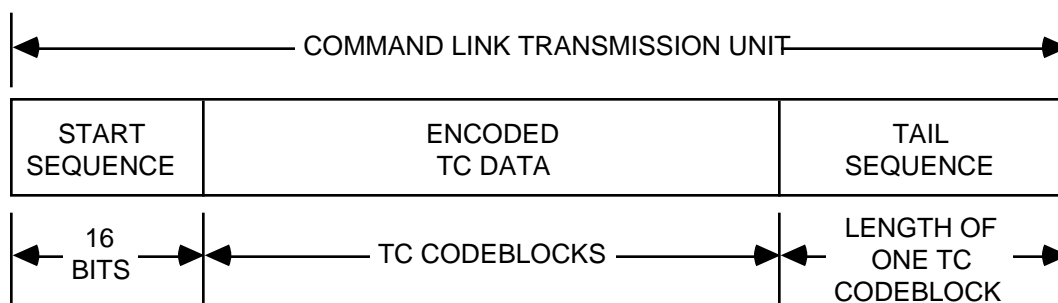 COMMAND LINK TRANSMISSION UNIT
START
SEQUENCE
ENCODED
TC DATA
TAIL
SEQUENCE
16
BITS
TC CODEBLOCKS
LENGTH OF
ONE TC
CODEBLOCK